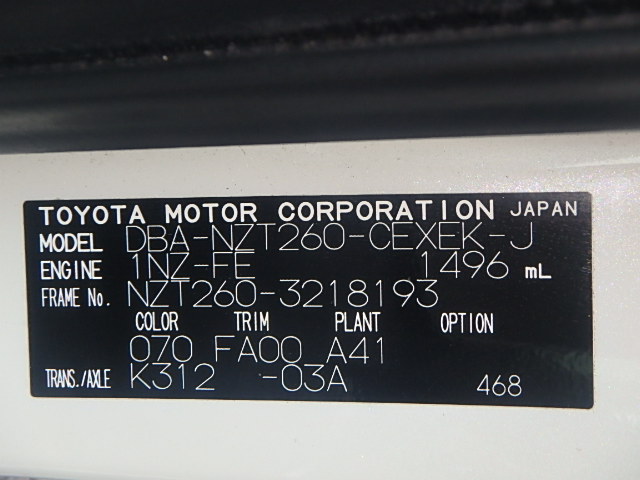 TOYOTA MOTOR CORPORATION JAPAN
MODEL DBA-NZT260-CEXEK-J
ENGINE 1NZ-FE 1496 mL
FRAME No. NZT260-3218193
COLOR TRIM PLANT OPTION
070 FA00 A41
TRANS./AXLE K312 -03A 468